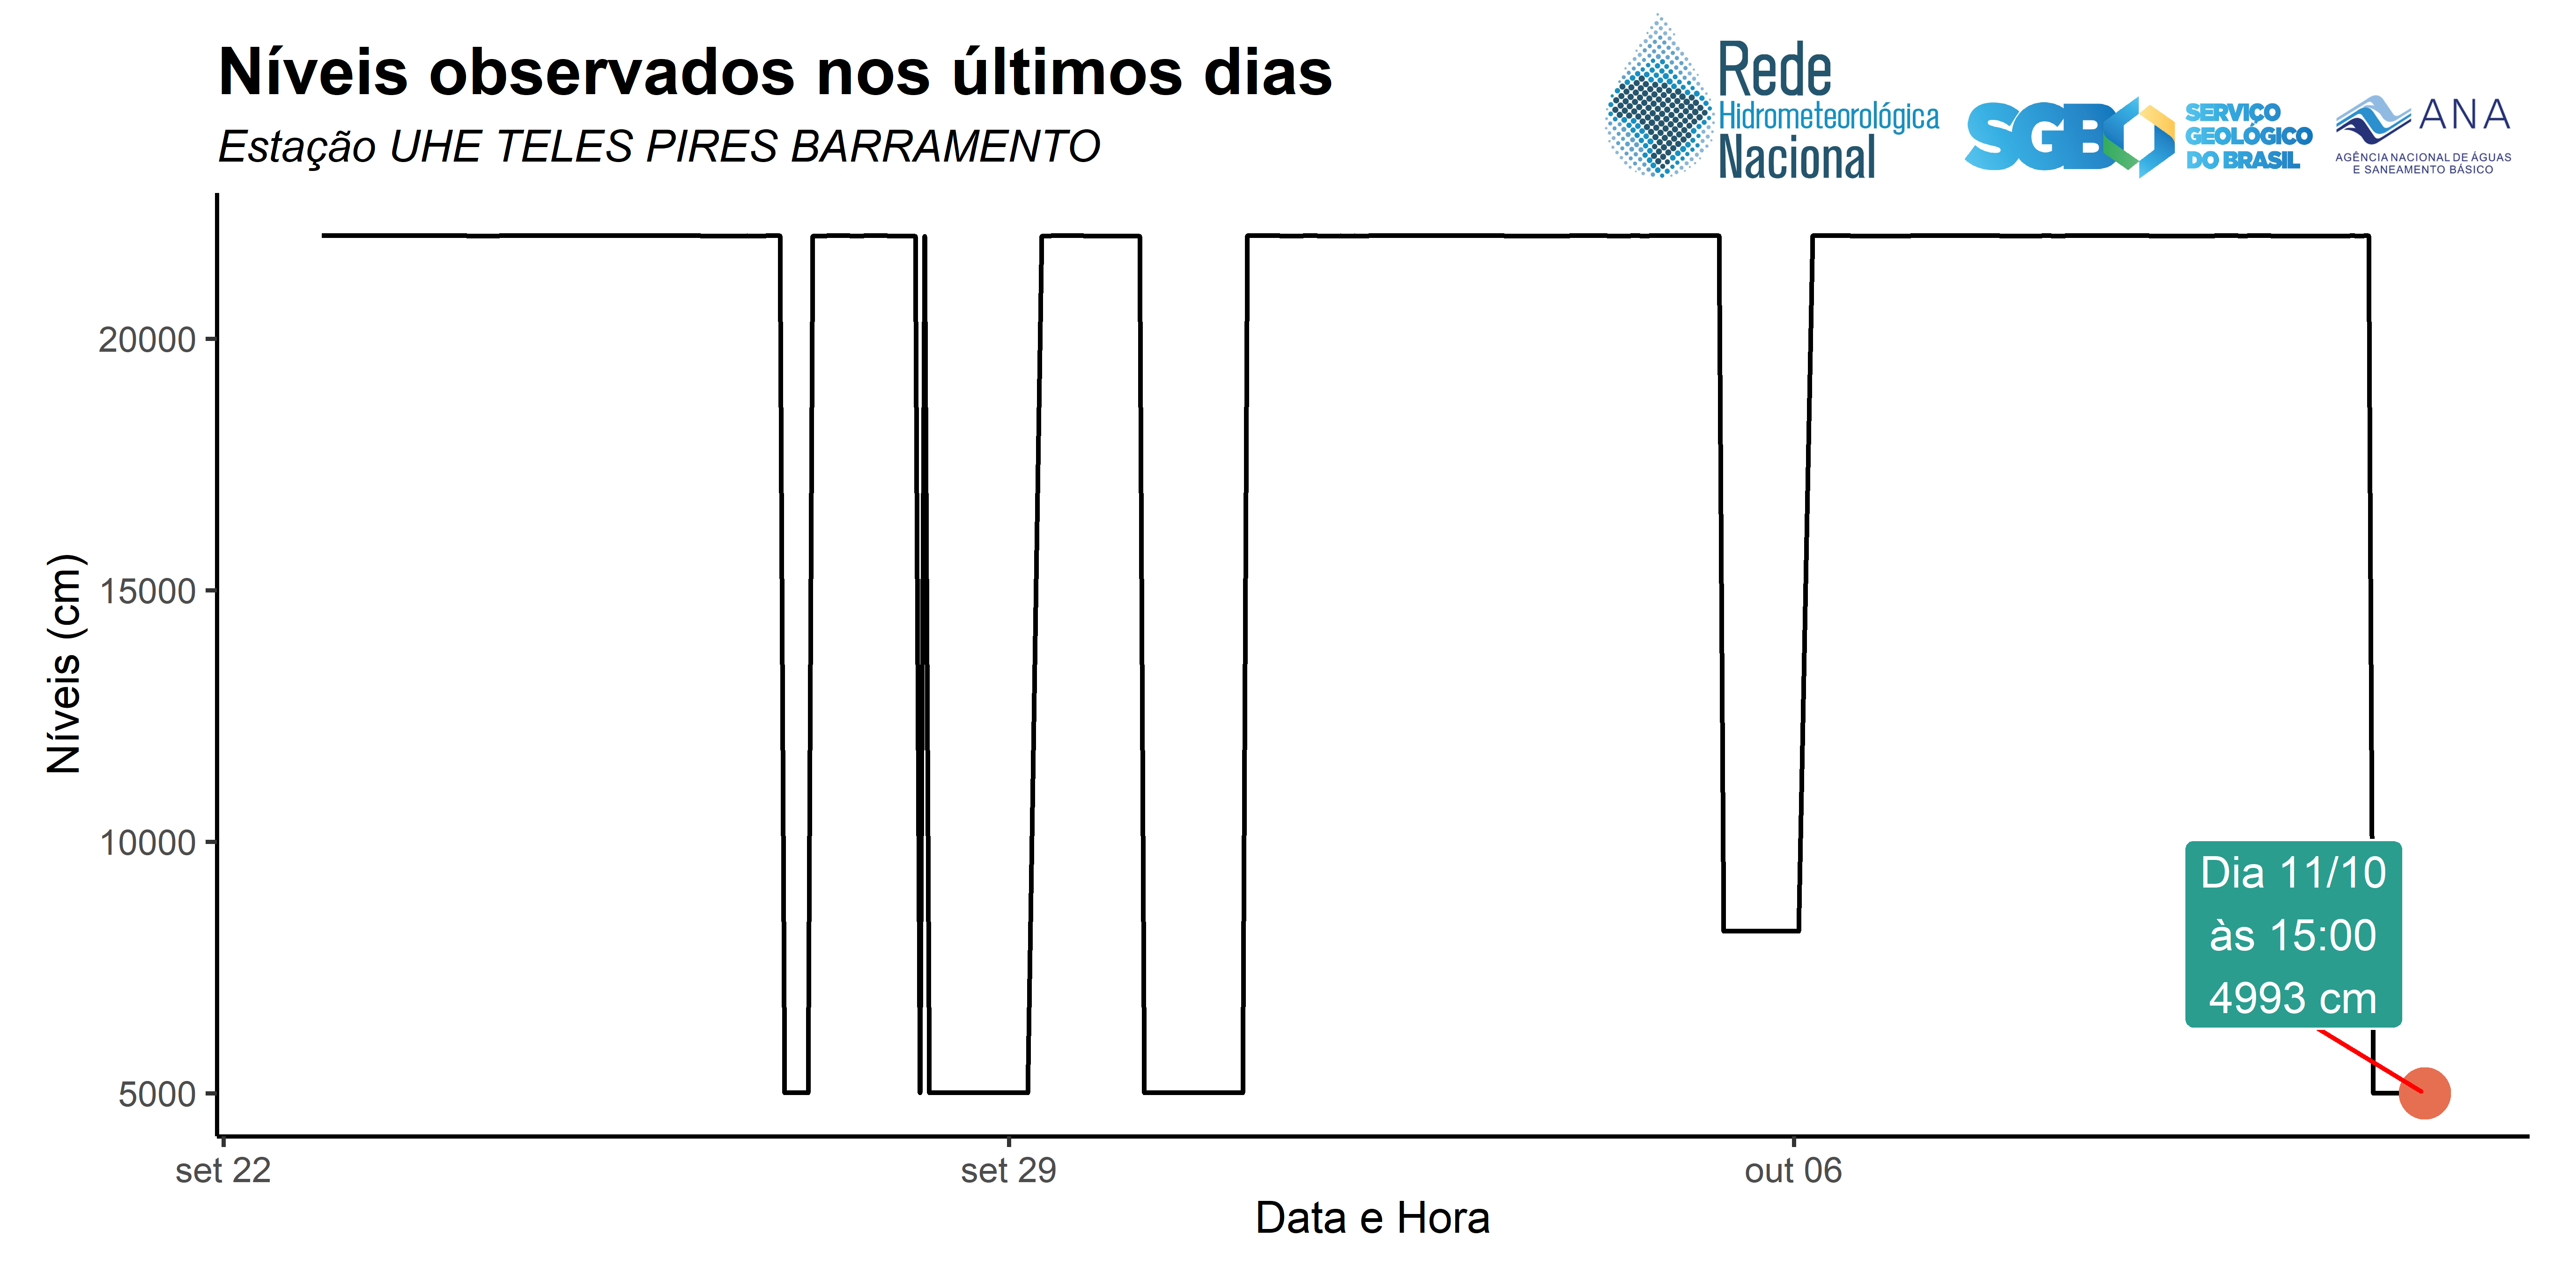 Níveis observados nos últimos dias
Estação UHE TELES PIRES BARRAMENTO
Rede
Hidrometeorológica
Nacional
SGB
SERVIÇO
GEOLÓGICO
DO BRASIL
ANA
AGÊNCIA NACIONAL DE ÁGUAS
E SANEAMENTO BÁSICO
Níveis (cm)
20000
15000
10000
5000
Dia 11/10
às 15:00
4993 cm
set 22
set 29
out 06
Data e Hora